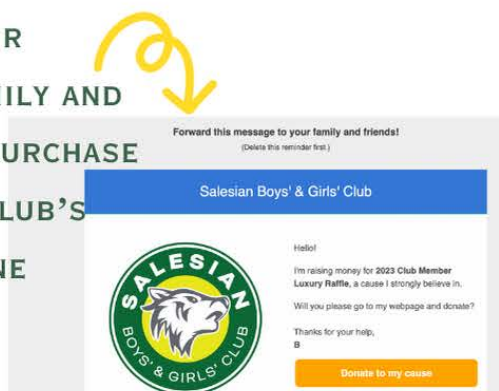 R
ILY AND
URCHASE
LUB'S
NE
Forward this message to your family and friends!
(Delete this reminder first.)
Salesian Boys' & Girls' Club
SALESIAN
BOYS' & GIRLS' CLUB
Hello!
I'm raising money for 2023 Club Member
Luxury Raffle, a cause I strongly believe in.
Will you please go to my webpage and donate?
Thanks for your help,
B
Donate to my cause